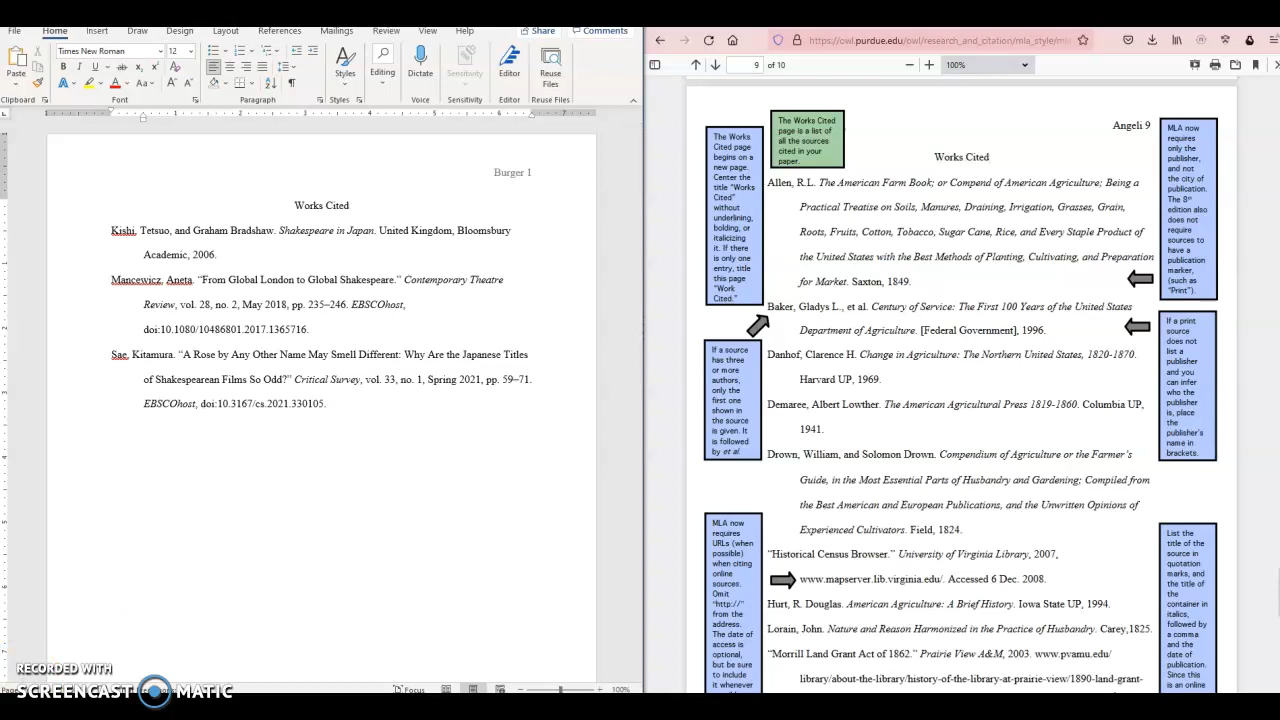 File Home Insert Draw Design Layout References Mailings Review View Help Share Comments
Times New Roman 12
Paste Styles Editing Dictate Sensitivity Editor Reuse Files
Clipboard Font Paragraph Styles Voice Sensitivity Editor Reuse Files
Burger 1
Works Cited
Kishi, Tetsuo, and Graham Bradshaw. Shakespeare in Japan. United Kingdom, Bloomsbury
Academic, 2006.
Mancewicz, Aneta. “From Global London to Global Shakespeare.” Contemporary Theatre
Review, vol. 28, no. 2, May 2018, pp. 235–246. EBSCOhost,
doi:10.1080/10486801.2017.1365716.
Sae, Kitamura. “A Rose by Any Other Name May Smell Different: Why Are the Japanese Titles
of Shakespearean Films So Odd?” Critical Survey, vol. 33, no. 1, Spring 2021, pp. 59–71.
EBSCOhost, doi:10.3167/cs.2021.330105.
Focus 100%
RECORDED WITH
SCREENCAST MATIC
https://owl.purdue.edu/owl/research_and_citation/mla_style/mla
9 of 10 100%
The Works
Cited page
begins on a
new page.
Center the
title “Works
Cited”
without
underlining,
bolding, or
italicizing
it. If there
is only one
entry, title
this page
“Work
Cited.”
The Works Cited
page is a list of
all the sources
cited in your
paper.
Angeli 9
MLA now
requires
only the
publisher,
and not
the city of
publication.
The 8th
edition also
does not
require
sources to
have a
publication
marker,
(such as
“Print”).
Works Cited
Allen, R.L. The American Farm Book; or Compend of American Agriculture; Being a
Practical Treatise on Soils, Manures, Draining, Irrigation, Grasses, Grain,
Roots, Fruits, Cotton, Tobacco, Sugar Cane, Rice, and Every Staple Product of
the United States with the Best Methods of Planting, Cultivating, and Preparation
for Market. Saxton, 1849.
Baker, Gladys L., et al. Century of Service: The First 100 Years of the United States
Department of Agriculture. [Federal Government], 1996.
Danhof, Clarence H. Change in Agriculture: The Northern United States, 1820-1870.
Harvard UP, 1969.
Demaree, Albert Lowther. The American Agricultural Press 1819-1860. Columbia UP,
1941.
Drown, William, and Solomon Drown. Compendium of Agriculture or the Farmer’s
Guide, in the Most Essential Parts of Husbandry and Gardening; Compiled from
the Best American and European Publications, and the Unwritten Opinions of
Experienced Cultivators. Field, 1824.
“Historical Census Browser.” University of Virginia Library, 2007,
www.mapserver.lib.virginia.edu/. Accessed 6 Dec. 2008.
Hurt, R. Douglas. American Agriculture: A Brief History. Iowa State UP, 1994.
Lorain, John. Nature and Reason Harmonized in the Practice of Husbandry. Carey,1825.
“Morrill Land Grant Act of 1862.” Prairie View A&M, 2003. www.pvamu.edu/
library/about-the-library/history-of-the-library-at-prairie-view/1890-land-grant-
If a source
has three
or more
authors,
only the
first one
shown in
the source
is given. It
is followed
by et al.
If a print
source
does not
list a
publisher
and you
can infer
who the
publisher
is, place
the
publisher’s
name in
brackets.
MLA now
requires
URLs (when
possible)
when citing
online
sources.
Omit
“http://”
from the
address.
The date of
access is
optional,
but be sure
to include
it whenever
List the
title of the
source in
quotation
marks, and
the title of
the
container in
italics,
followed by
a comma
and the
date of
publication.
Since this
is an online